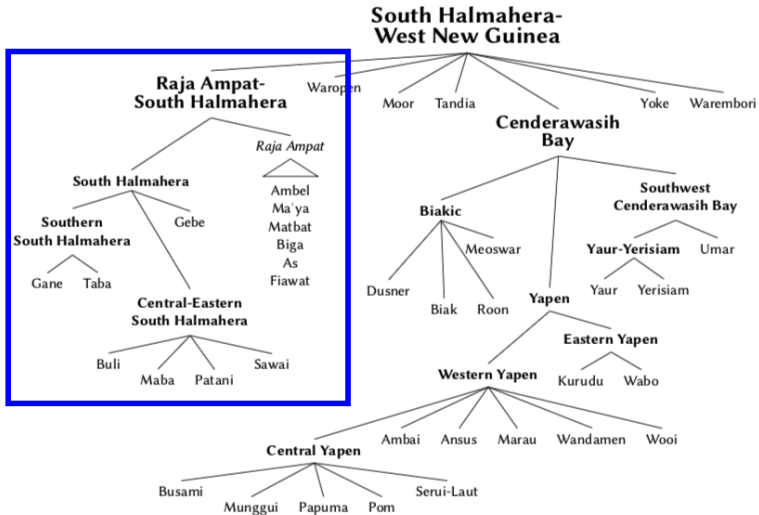 South Halmahera-
West New Guinea
Raja Ampat-
South Halmahera
Waropen
Moor
Tandia
Yoke
Warembori
Cenderawasih
Bay
Raja Ampat
Ambel
Maˈya
Matbat
Biga
As
Fiawat
South Halmahera
Southern
South Halmahera
Gebe
Gane
Taba
Central-Eastern
South Halmahera
Buli
Maba
Patani
Sawai
Biakic
Meoswar
Dusner
Biak
Roon
Southwest
Cenderawasih Bay
Yaur-Yerisiam
Umar
Yaur
Yerisiam
Yapen
Eastern Yapen
Kurudu
Wabo
Western Yapen
Central Yapen
Ambai
Ansus
Marau
Wandamen
Wooi
Busami
Munggui
Papuma
Pom
Serui-Laut